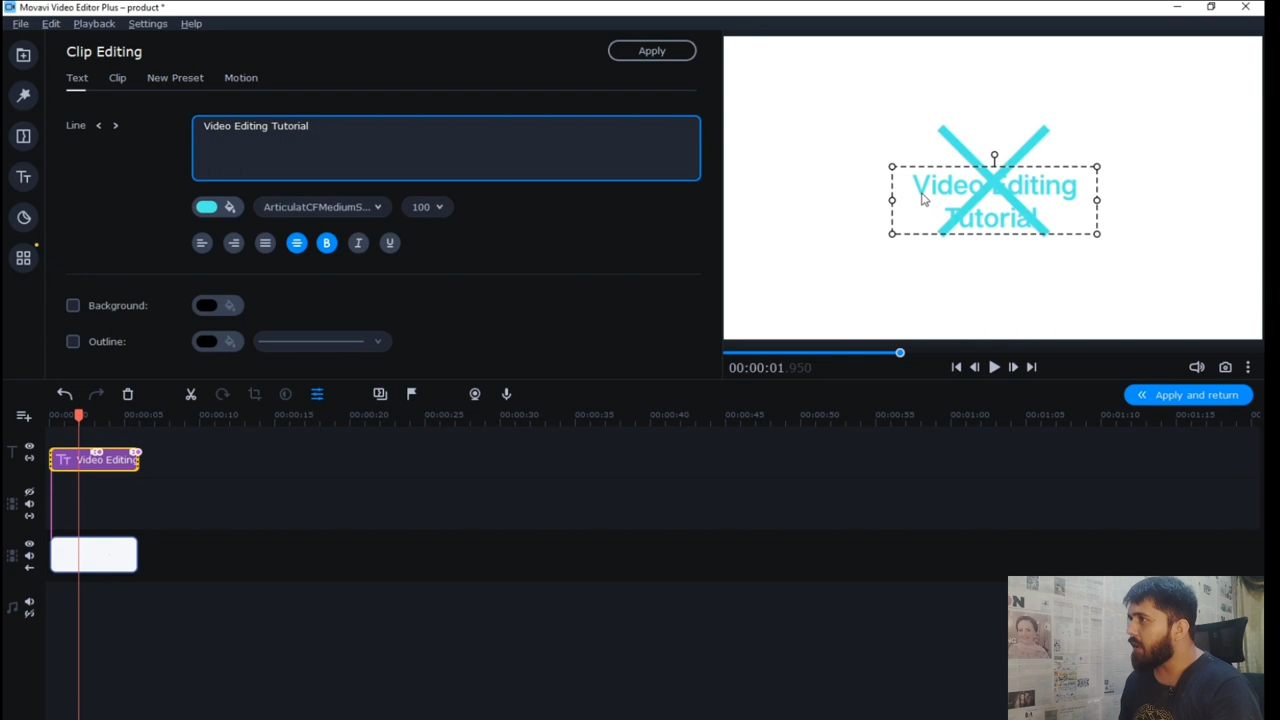 Movavi Video Editor Plus – product *
File Edit Playback Settings Help
Clip Editing
Apply
Text Clip New Preset Motion
Line
Video Editing Tutorial
ArticulatCFMediumS...
100
B I U
Background:
Outline:
Video Editing
Tutorial
00:00:01.950
Apply and return
00:00:05 00:00:10 00:00:15 00:00:20 00:00:25 00:00:30 00:00:35 00:00:40 00:00:45 00:00:50 00:00:55 00:01:00 00:01:05 00:01:10 00:01:15
TT Video Editing
ON